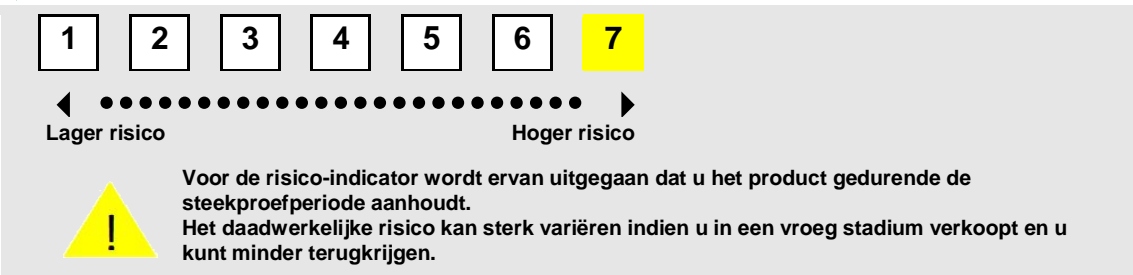 1 2 3 4 5 6 7
Lager risico Hoger risico
!
Voor de risico-indicator wordt ervan uitgegaan dat u het product gedurende de
steekproefperiode aanhoudt.
Het daadwerkelijke risico kan sterk variëren indien u in een vroeg stadium verkoopt en u
kunt minder terugkrijgen.